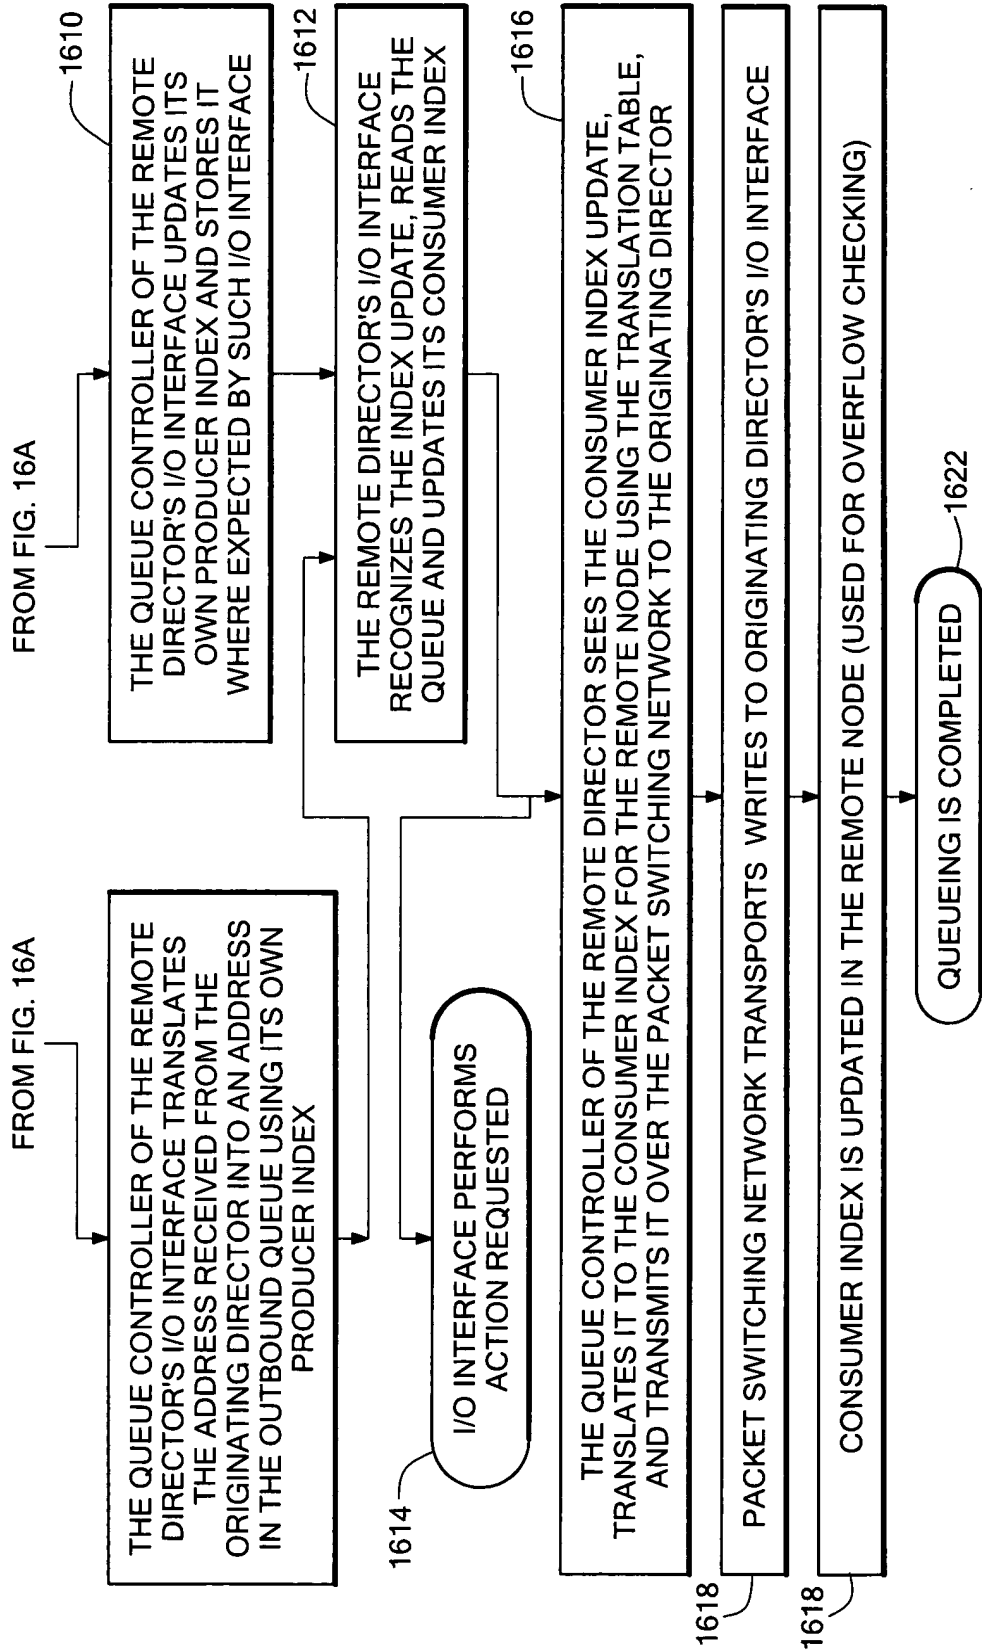 FROM FIG. 16A
THE QUEUE CONTROLLER OF THE REMOTE
DIRECTOR'S I/O INTERFACE TRANSLATES
THE ADDRESS RECEIVED FROM THE
ORIGINATING DIRECTOR INTO AN ADDRESS
IN THE OUTBOUND QUEUE USING ITS OWN
PRODUCER INDEX
FROM FIG. 16A
1610
THE QUEUE CONTROLLER OF THE REMOTE
DIRECTOR'S I/O INTERFACE UPDATES ITS
OWN PRODUCER INDEX AND STORES IT
WHERE EXPECTED BY SUCH I/O INTERFACE
1612
THE REMOTE DIRECTOR'S I/O INTERFACE
RECOGNIZES THE INDEX UPDATE, READS THE
QUEUE AND UPDATES ITS CONSUMER INDEX
1614
I/O INTERFACE PERFORMS
ACTION REQUESTED
1616
THE QUEUE CONTROLLER OF THE REMOTE DIRECTOR SEES THE CONSUMER INDEX UPDATE,
TRANSLATES IT TO THE CONSUMER INDEX FOR THE REMOTE NODE USING THE TRANSLATION TABLE,
AND TRANSMITS IT OVER THE PACKET SWITCHING NETWORK TO THE ORIGINATING DIRECTOR
1618
PACKET SWITCHING NETWORK TRANSPORTS WRITES TO ORIGINATING DIRECTOR'S I/O INTERFACE
1618
CONSUMER INDEX IS UPDATED IN THE REMOTE NODE (USED FOR OVERFLOW CHECKING)
QUEUEING IS COMPLETED
1622